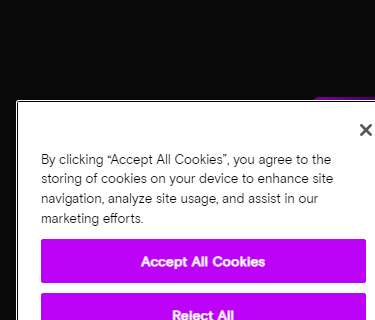 By clicking “Accept All Cookies”, you agree to the
storing of cookies on your device to enhance site
navigation, analyze site usage, and assist in our
marketing efforts.
Accept All Cookies
Reject All